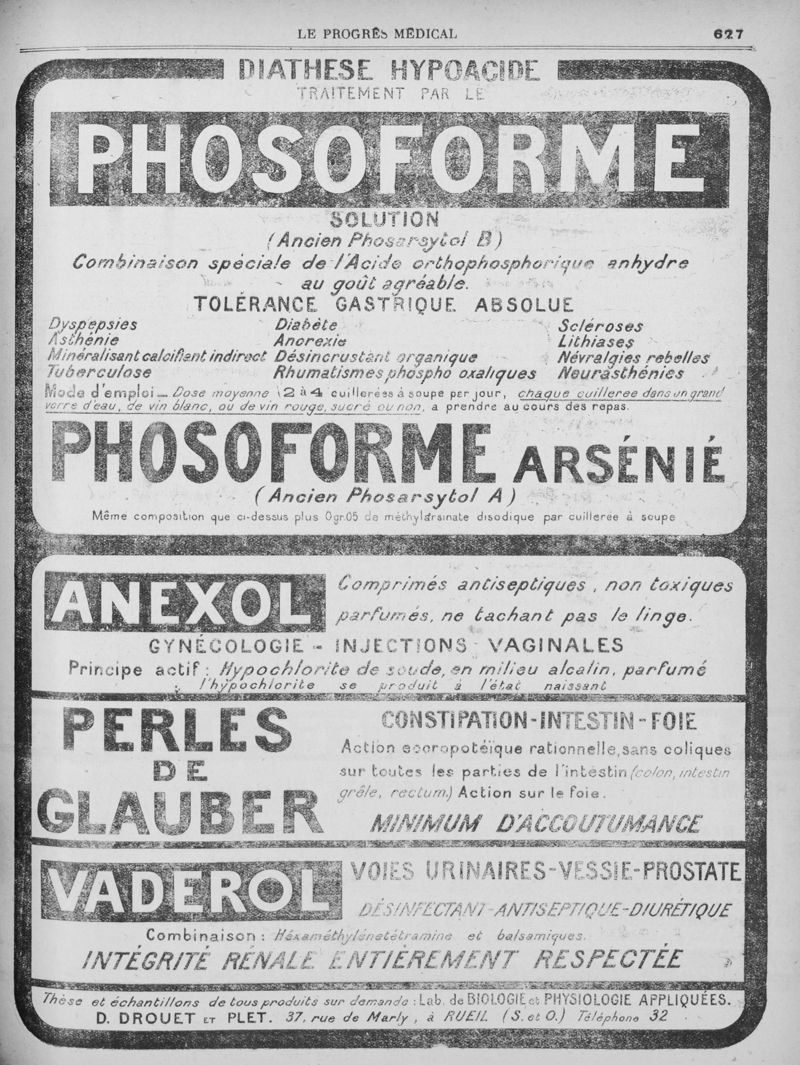 LE PROGRÈS MÉDICAL
627
DIATHESE HYPOACIDE
TRAITEMENT PAR LE
PHOSOFORME
SOLUTION
(Ancien Phosarsytol B)
Combinaison spéciale de l'Acide orthophosphorique anhydre
au goût agréable.
TOLÉRANCE GASTRIQUE ABSOLUE
Dyspepsies Diabète Scléroses
Asthénie Anorexie Lithiases
Minéralisant calcifiant indirect Désincrustant organique Névralgies rebelles
Tuberculose Rhumatismes phospho oxaliques Neurasthénies
Mode d'emploi — Dose moyenne 2 à 4 cuillerées à soupe par jour, chaque cuilleree dans un grand
verre d'eau, de vin blanc, ou de vin rouge, sucré ou non, a prendre au cours des repas.
PHOSOFORME ARSÉNIÉ
(Ancien Phosarsytol A)
Même composition que ci-dessus plus 0gr.05 de méthylarsinate disodique par cuillerée à soupe
ANEXOL
Comprimés antiseptiques, non toxiques
parfumés, ne tachant pas le linge.
GYNÉCOLOGIE - INJECTIONS VAGINALES
Principe actif : Hypochlorite de soude, en milieu alcalin, parfumé
l'hypochlorite se produit à l'état naissant
PERLES
DE
GLAUBER
CONSTIPATION - INTESTIN - FOIE
Action eccropotéïque rationnelle, sans coliques
sur toutes les parties de l'intestin (colon, intestin
grêle, rectum.) Action sur le foie.
MINIMUM D'ACCOUTUMANCE
VADEROL
VOIES URINAIRES-VESSIE-PROSTATE
DÉSINFECTANT-ANTISEPTIQUE-DIURÉTIQUE
Combinaison : Héxaméthylénetétramine et balsamiques.
INTÉGRITÉ RÉNALE ENTIÉREMENT RESPECTÉE
Thèse et échantillons de tous produits sur demande : Lab. de BIOLOGIE et PHYSIOLOGIE APPLIQUÉES.
D. DROUET ET PLET. 37, rue de Marly, à RUEIL (S. et O.) Téléphone 32